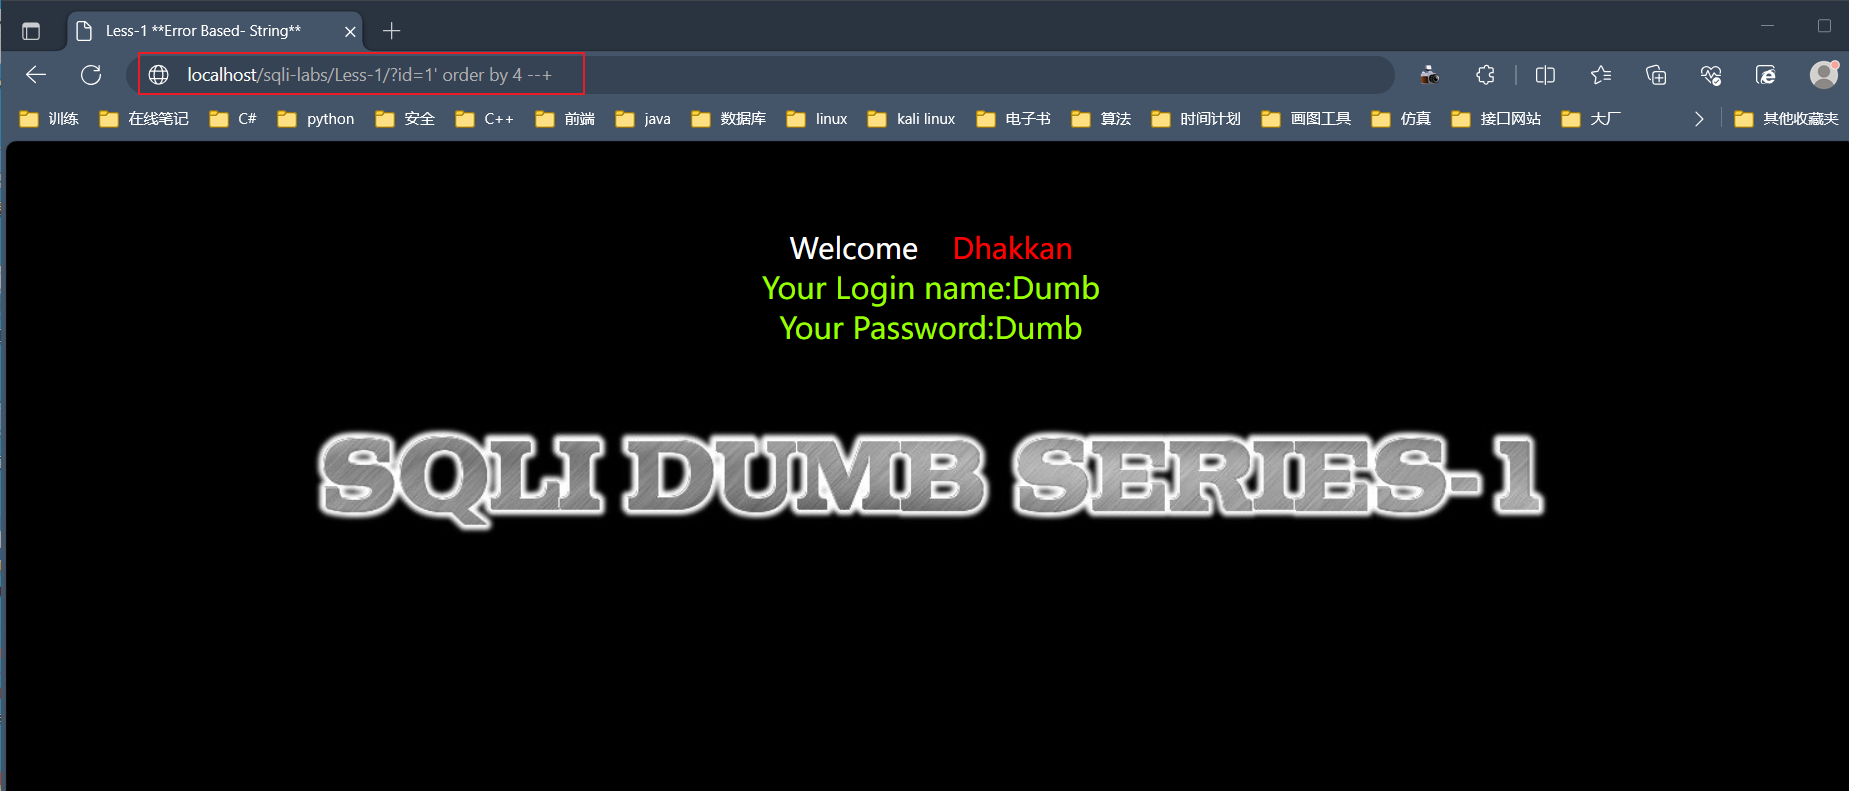 Less-1 **Error Based- String**
localhost/sqli-labs/Less-1/?id=1' order by 4 --+
训练 在线笔记 C# python 安全 C++ 前端 java 数据库 linux kali linux 电子书 算法 时间计划 画图工具 仿真 接口网站 大厂 其他收藏夹
Welcome Dhakkan
Your Login name:Dumb
Your Password:Dumb
SQLI DUMB SERIES-1